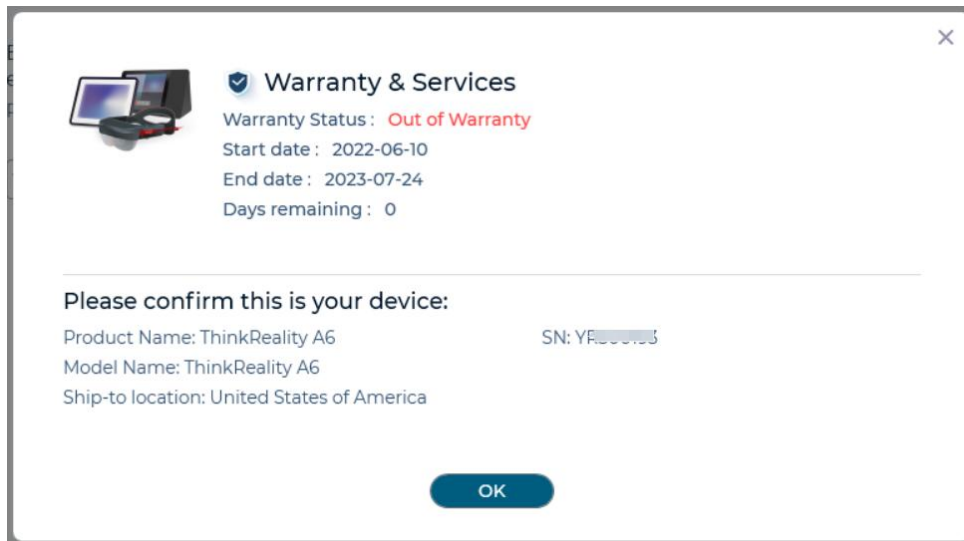 Warranty & Services
Warranty Status : Out of Warranty
Start date : 2022-06-10
End date : 2023-07-24
Days remaining : 0
Please confirm this is your device:
Product Name: ThinkReality A6
SN:
Model Name: ThinkReality A6
Ship-to location: United States of America
OK